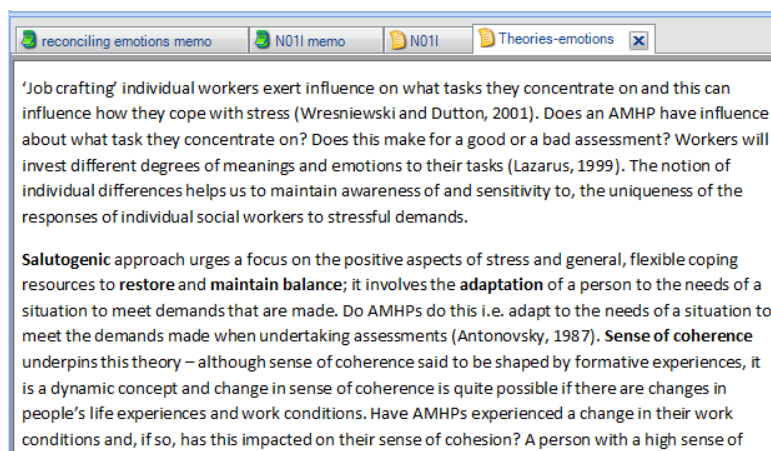 reconciling emotions memo
N01I memo
N01I
Theories-emotions
‘Job crafting’ individual workers exert influence on what tasks they concentrate on and this can
influence how they cope with stress (Wresniewski and Dutton, 2001). Does an AMHP have influence
about what task they concentrate on? Does this make for a good or a bad assessment? Workers will
invest different degrees of meanings and emotions to their tasks (Lazarus, 1999). The notion of
individual differences helps us to maintain awareness of and sensitivity to, the uniqueness of the
responses of individual social workers to stressful demands.
Salutogenic approach urges a focus on the positive aspects of stress and general, flexible coping
resources to restore and maintain balance; it involves the adaptation of a person to the needs of a
situation to meet demands that are made. Do AMHPs do this i.e. adapt to the needs of a situation to
meet the demands made when undertaking assessments (Antonovsky, 1987). Sense of coherence
underpins this theory – although sense of coherence said to be shaped by formative experiences, it
is a dynamic concept and change in sense of coherence is quite possible if there are changes in
people’s life experiences and work conditions. Have AMHPs experienced a change in their work
conditions and, if so, has this impacted on their sense of cohesion? A person with a high sense of